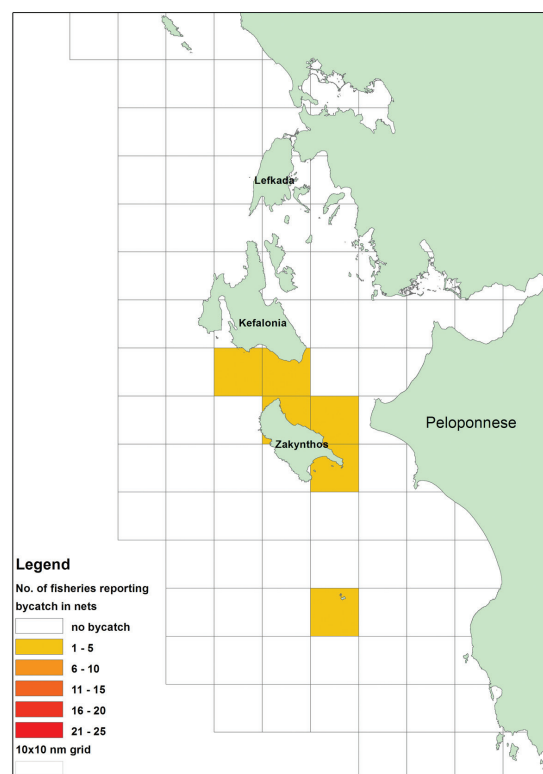 Lefkada
Kefalonia
Peloponnese
Zakynthos
Legend
No. of fisheries reporting
bycatch in nets
no bycatch
1 - 5
6 - 10
11 - 15
16 - 20
21 - 25
10x10 nm grid